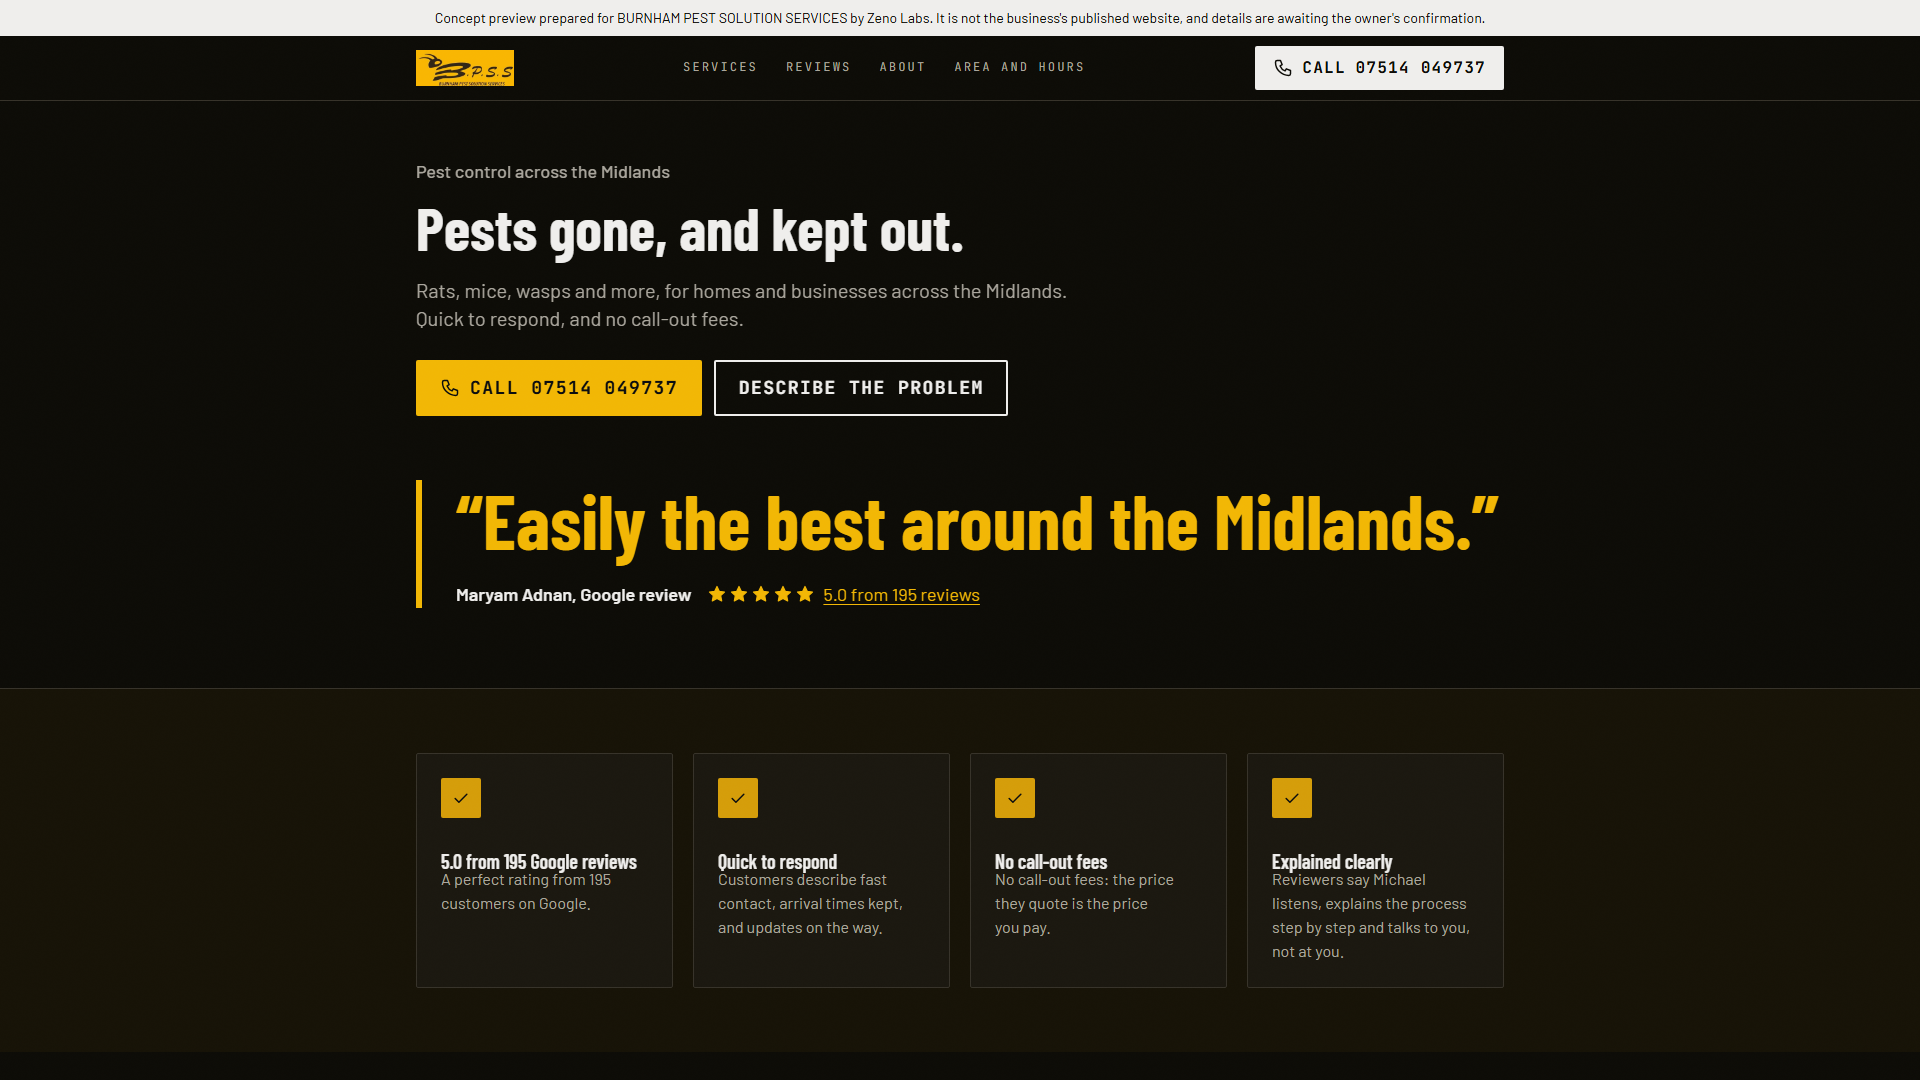 Concept preview prepared for BURNHAM PEST SOLUTION SERVICES by Zeno Labs. It is not the business's published website, and details are awaiting the owner's confirmation.
B.P.S.S
BURNHAM PEST SOLUTION SERVICES
SERVICES
REVIEWS
ABOUT
AREA AND HOURS
CALL 07514 049737
Pest control across the Midlands
Pests gone, and kept out.
Rats, mice, wasps and more, for homes and businesses across the Midlands.
Quick to respond, and no call-out fees.
CALL 07514 049737
DESCRIBE THE PROBLEM
“Easily the best around the Midlands.”
Maryam Adnan, Google review
5.0 from 195 reviews
5.0 from 195 Google reviews
A perfect rating from 195
customers on Google.
Quick to respond
Customers describe fast
contact, arrival times kept,
and updates on the way.
No call-out fees
No call-out fees: the price
they quote is the price
you pay.
Explained clearly
Reviewers say Michael
listens, explains the process
step by step and talks to you,
not at you.